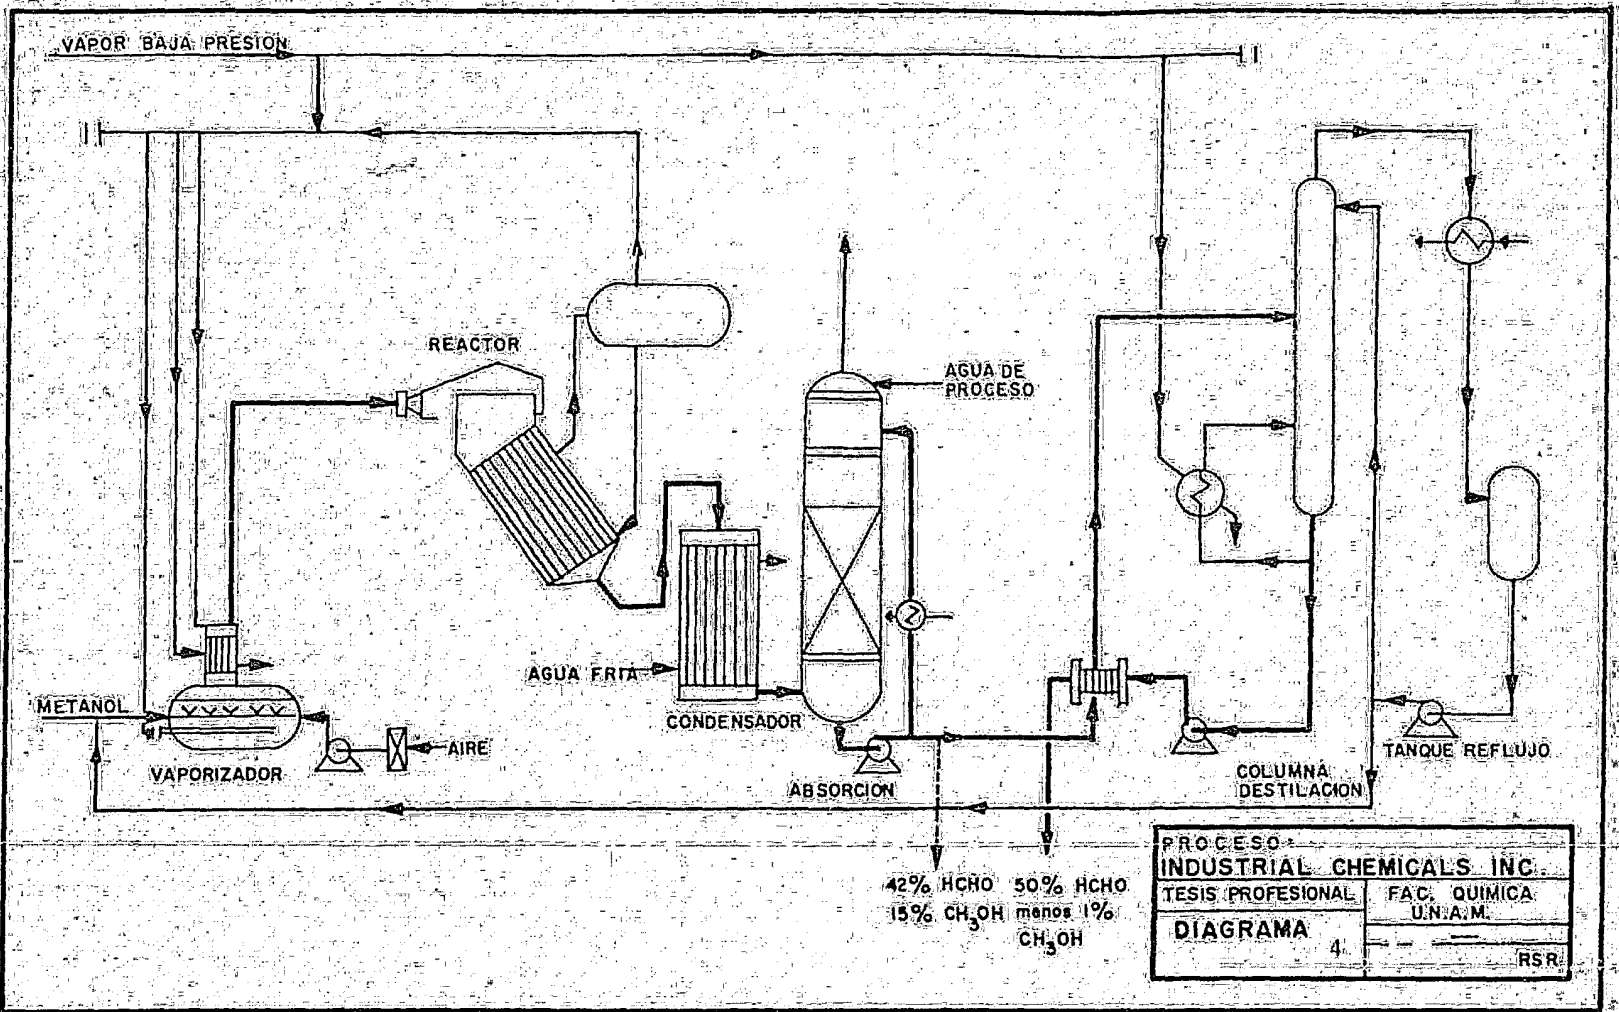 VAPOR BAJA PRESION
REACTOR
AGUA DE
PROCESO
AGUA FRIA
METANOL
CONDENSADOR
AIRE
VAPORIZADOR
TANQUE REFLUJO
COLUMNA
DESTILACION
ABSORCION
42% HCHO
15% CH3OH
50% HCHO
menos 1%
CH3OH
PROCESO:
INDUSTRIAL CHEMICALS INC.
TESIS PROFESIONAL
FAC. QUIMICA
U.N.A.M.
DIAGRAMA
4
RSR